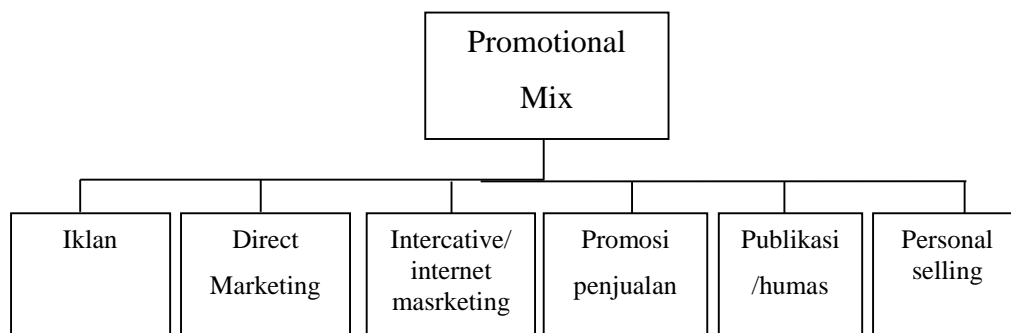 Promotional
Mix
Iklan
Direct
Marketing
Intercative/
internet
masrketing
Promosi
penjualan
Publikasi
/humas
Personal
selling